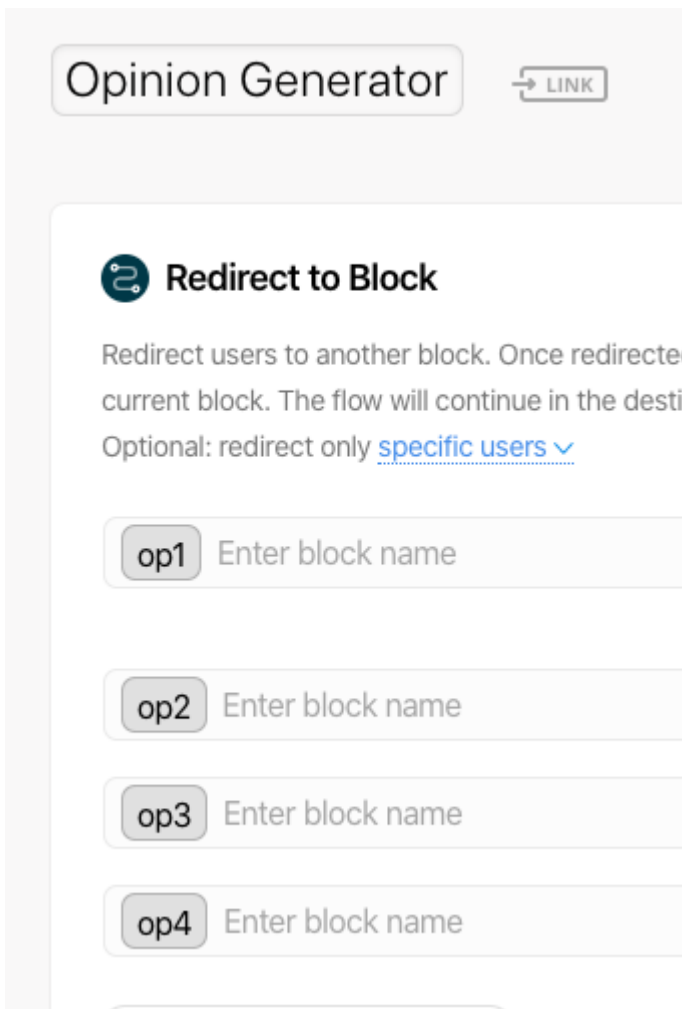 Opinion Generator
LINK
Redirect to Block
Redirect users to another block. Once redirected
current block. The flow will continue in the desti
Optional: redirect only specific users
op1 Enter block name
op2 Enter block name
op3 Enter block name
op4 Enter block name